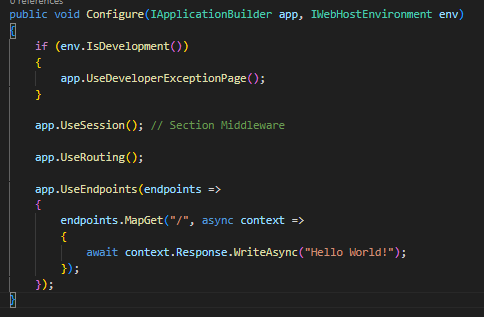 0 references
public void Configure(IApplicationBuilder app, IWebHostEnvironment env)
{
    if (env.IsDevelopment())
    {
        app.UseDeveloperExceptionPage();
    }
    app.UseSession(); // Section Middleware
    app.UseRouting();
    app.UseEndpoints(endpoints =>
    {
        endpoints.MapGet("/", async context =>
        {
            await context.Response.WriteAsync("Hello World!");
        });
    });
}